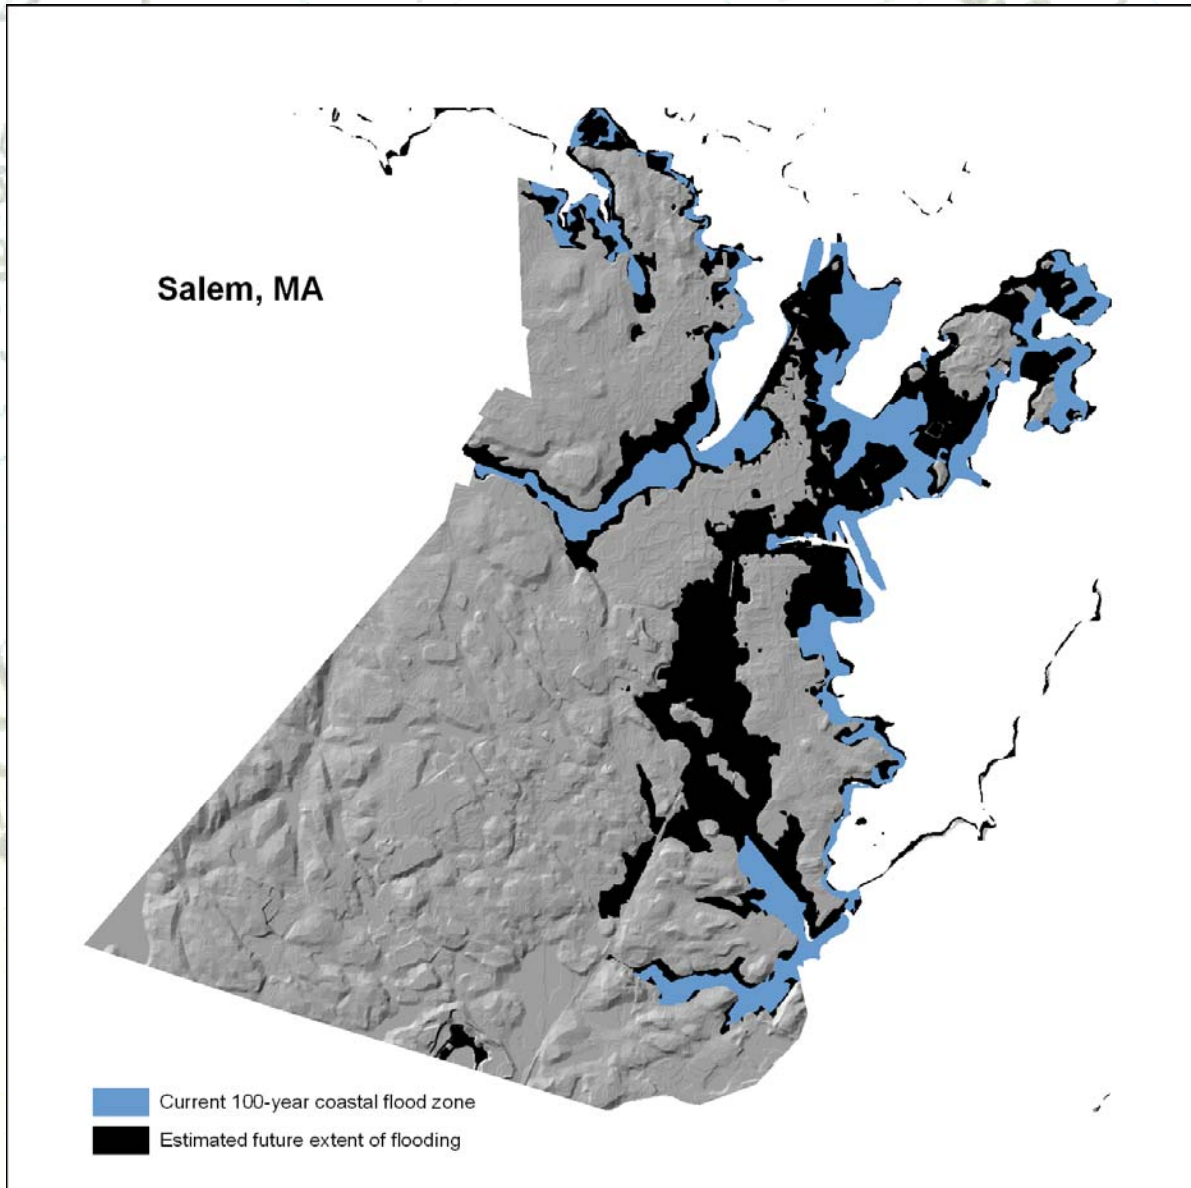 Salem, MA
Current 100-year coastal flood zone
Estimated future extent of flooding